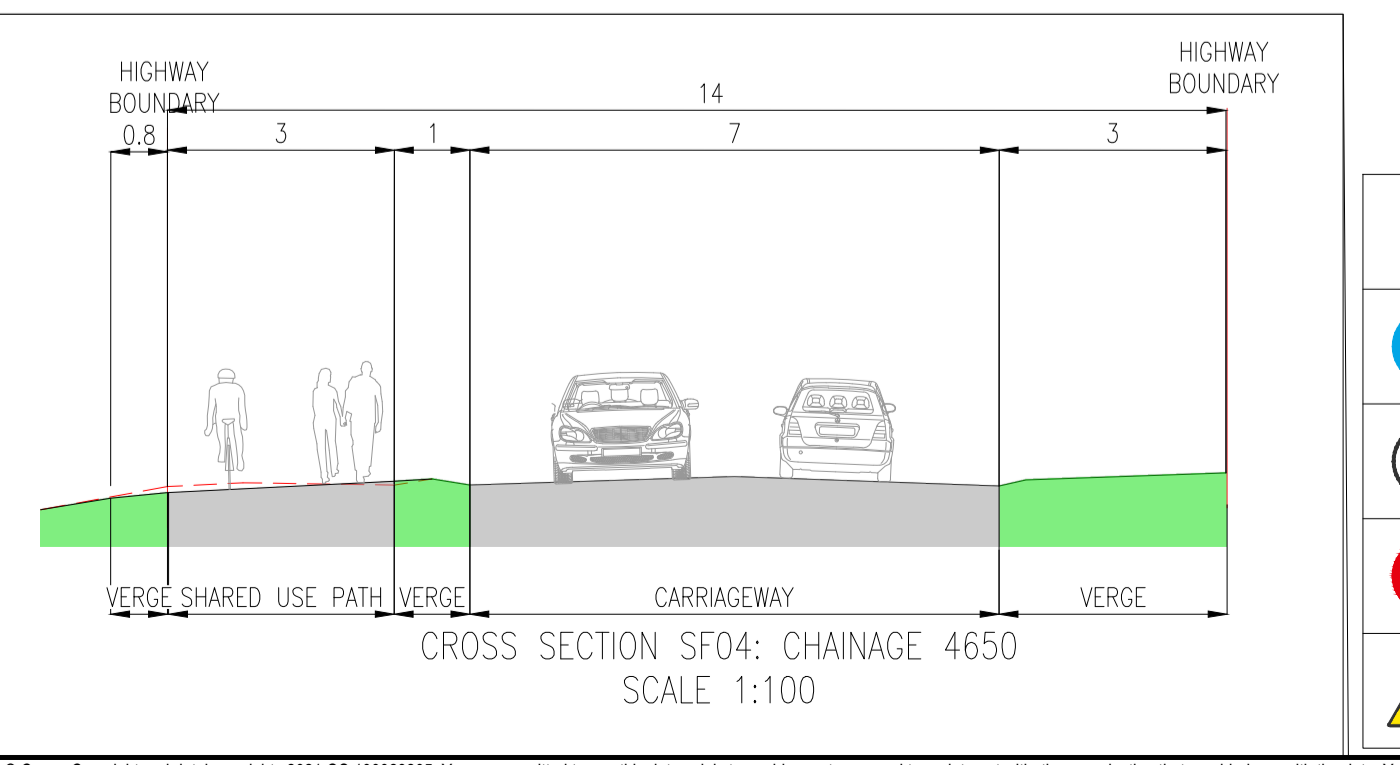 HIGHWAY
BOUNDARY
HIGHWAY
BOUNDARY
14
0.8
3
1
7
3
VERGE
SHARED USE PATH
VERGE
CARRIAGEWAY
VERGE
CROSS SECTION SF04: CHAINAGE 4650
SCALE 1:100